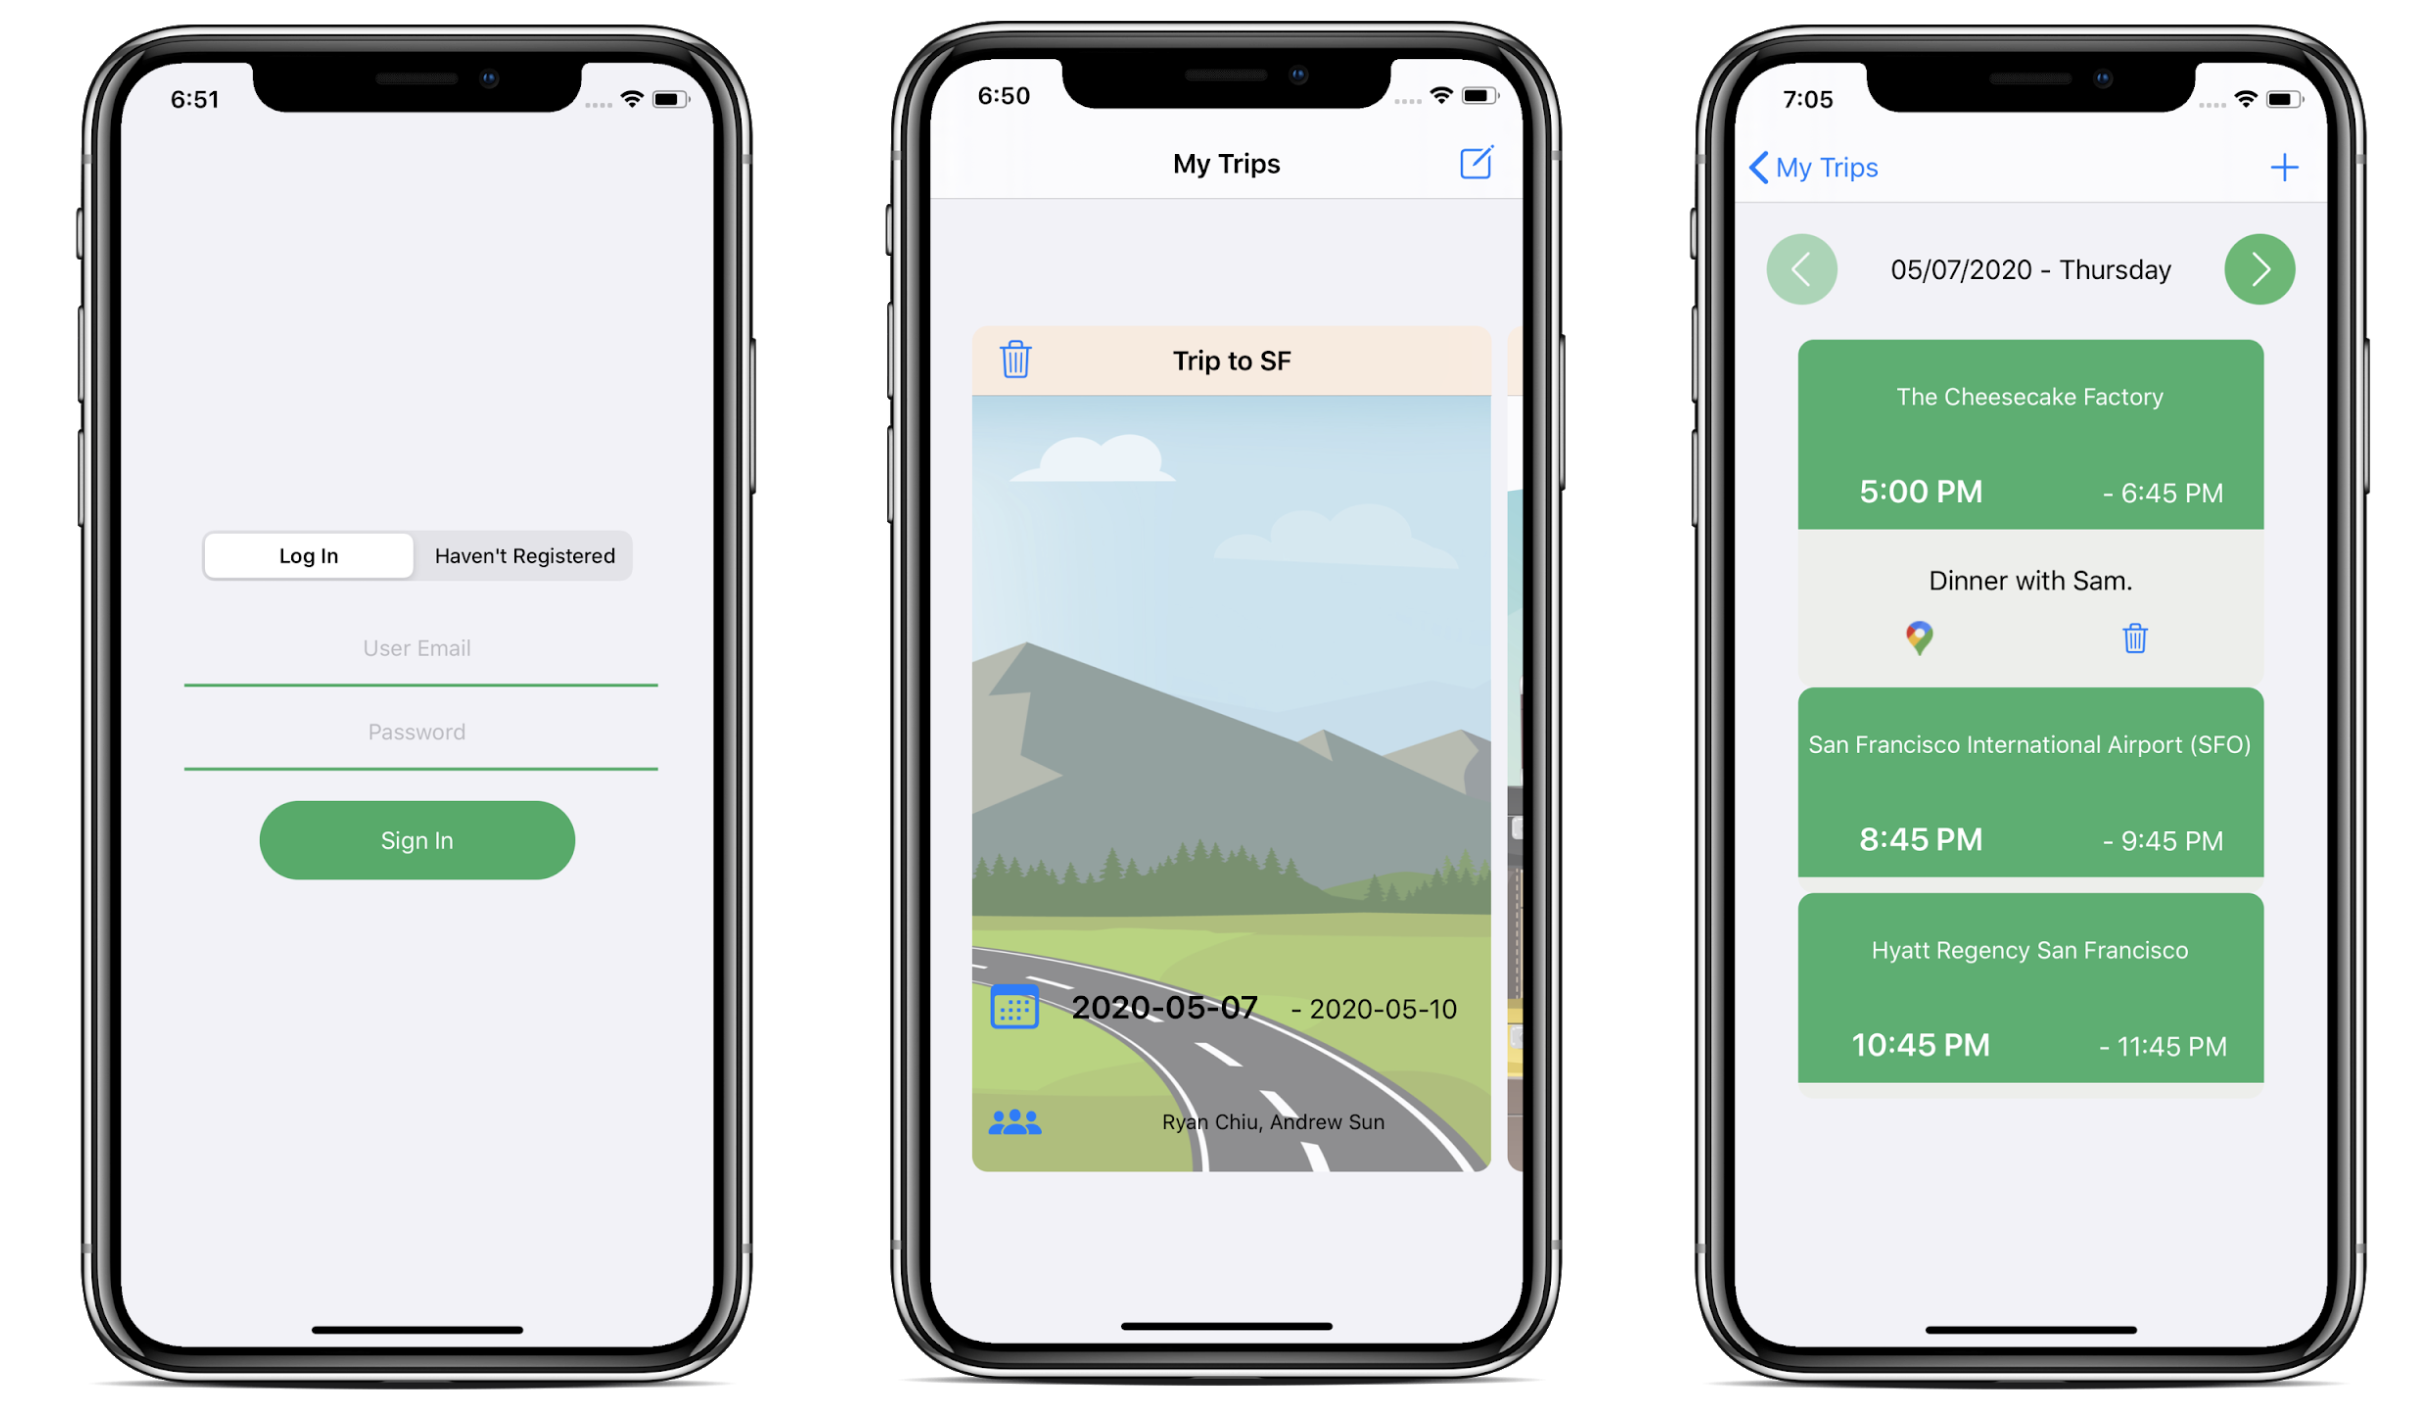 6:51
Log In Haven't Registered
User Email
Password
Sign In
6:50
My Trips
Trip to SF
2020-05-07 - 2020-05-10
Ryan Chiu, Andrew Sun
7:05
My Trips
05/07/2020 - Thursday
The Cheesecake Factory
5:00 PM - 6:45 PM
Dinner with Sam.
San Francisco International Airport (SFO)
8:45 PM - 9:45 PM
Hyatt Regency San Francisco
10:45 PM - 11:45 PM